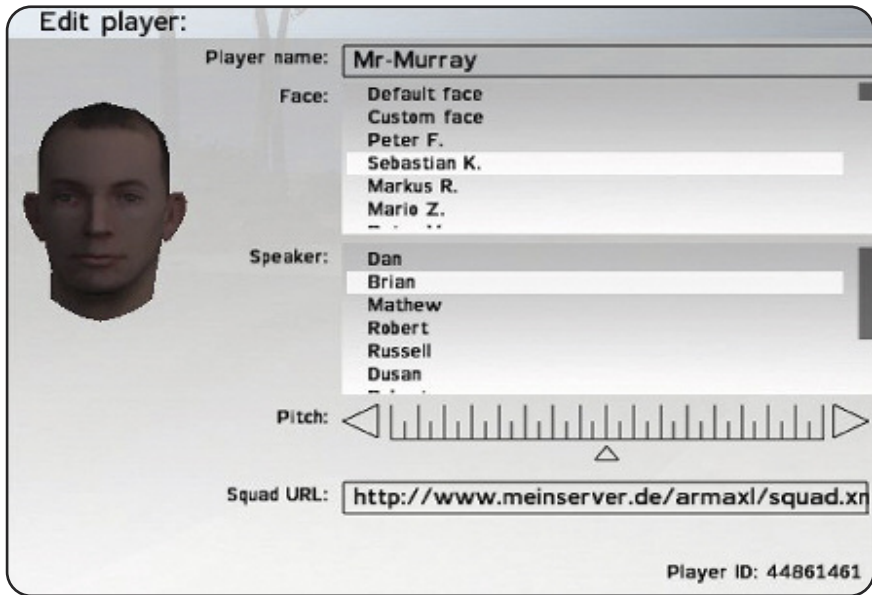 Edit player:
Player name: Mr-Murray
Face: Default face
Custom face
Peter F.
Sebastian K.
Markus R.
Mario Z.
Speaker: Dan
Brian
Mathew
Robert
Russell
Dusan
Pitch:
Squad URL: http://www.meinserver.de/armaxl/squad.xm
Player ID: 44861461